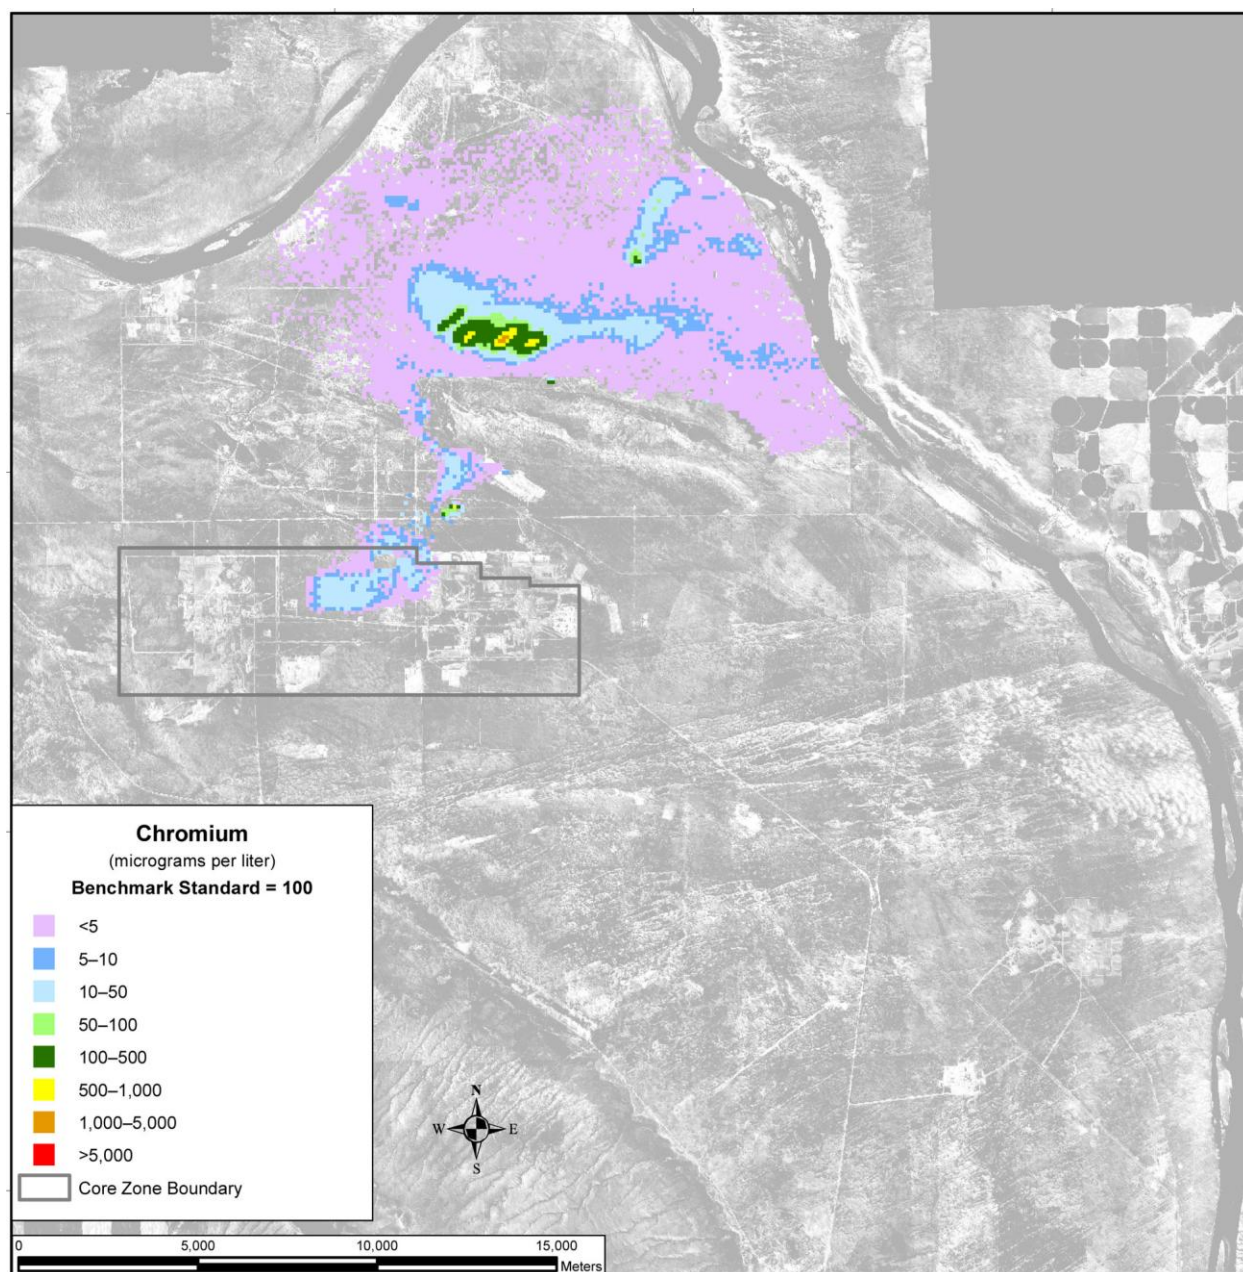 Chromium
(micrograms per liter)
Benchmark Standard = 100
<5
5–10
10–50
50–100
100–500
500–1,000
1,000–5,000
>5,000
Core Zone Boundary
N
W E
S
0 5,000 10,000 15,000
Meters